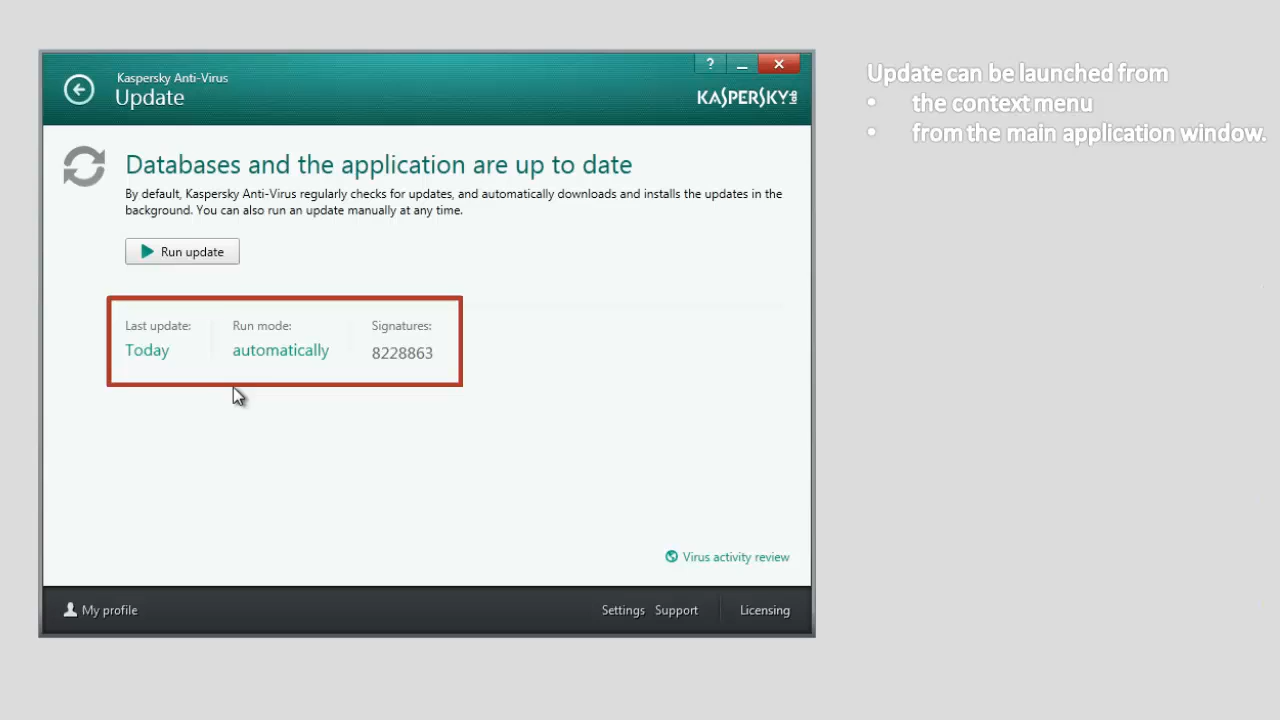 Kaspersky Anti-Virus
Update
?
KASPERSKY lab
Databases and the application are up to date
By default, Kaspersky Anti-Virus regularly checks for updates, and automatically downloads and installs the updates in the
background. You can also run an update manually at any time.
Run update
Last update: Run mode: Signatures:
Today automatically 8228863
Virus activity review
My profile Settings Support Licensing
Update can be launched from
• the context menu
• from the main application window.